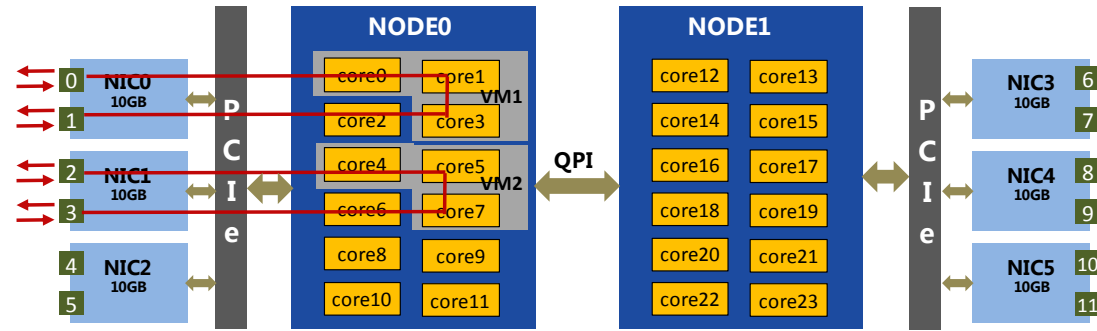 NODE0
NODE1
0
NIC0
10GB
1
2
NIC1
10GB
3
4
NIC2
10GB
5
PCIe
core0
core1
VM1
core2
core3
core4
core5
VM2
core6
core7
core8
core9
core10
core11
QPI
core12
core13
core14
core15
core16
core17
core18
core19
core20
core21
core22
core23
PCIe
NIC3
10GB
6
7
NIC4
10GB
8
9
NIC5
10GB
10
11